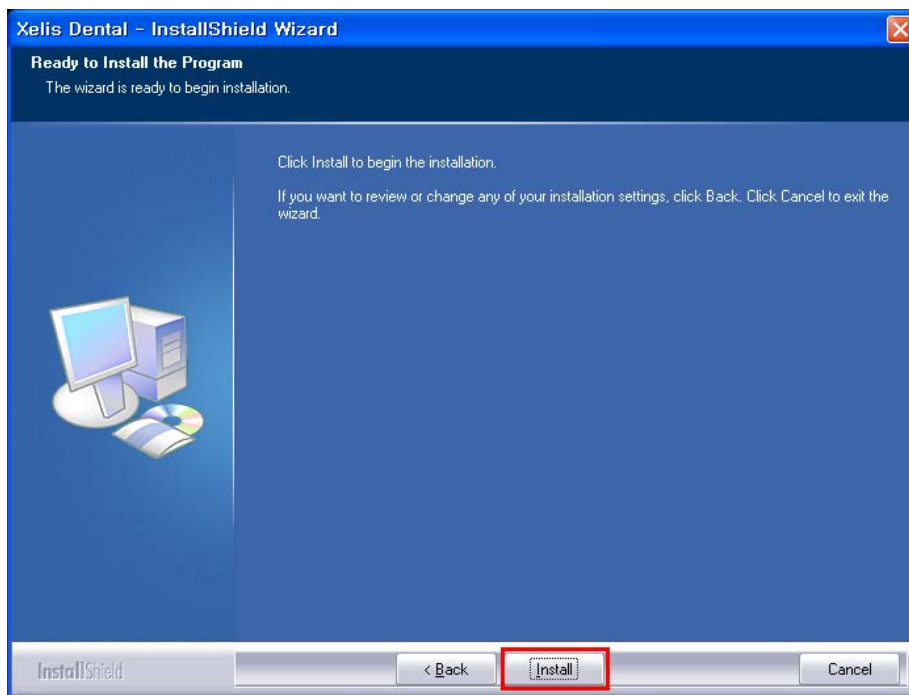 Xelis Dental - InstallShield Wizard
Ready to Install the Program
The wizard is ready to begin installation.
Click Install to begin the installation.
If you want to review or change any of your installation settings, click Back. Click Cancel to exit the
wizard.
InstallShield
< Back
Install
Cancel